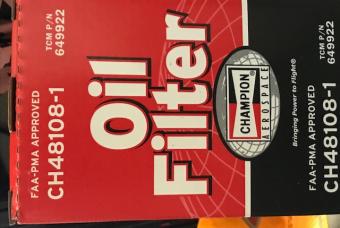 TCM P/N
649922
FAA-PMA APPROVED
CH48108-1
Oil
Filter
CHAMPION
AEROSPACE
Bringing Power to Flight®
TCM P/N
649922
FAA-PMA APPROVED
CH48108-1